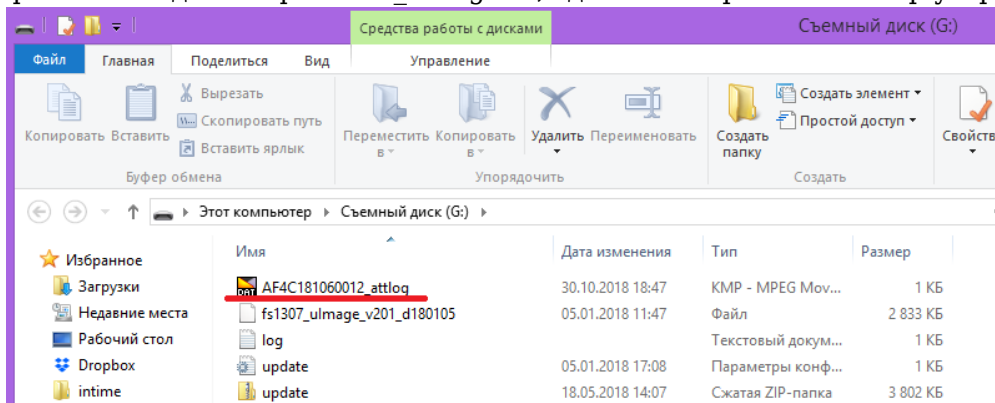 Средства работы с дисками
Съемный диск (G:)
Файл Главная Поделиться Вид Управление
Копировать Вставить
Вырезать
Скопировать путь
Вставить ярлык
Буфер обмена
Переместить в Копировать в Удалить Переименовать
Упорядочить
Создать папку
Создать элемент
Простой доступ
Создать
Свойств
Этот компьютер Съемный диск (G:)
Имя Дата изменения Тип Размер
Избранное
Загрузки
Недавние места
Рабочий стол
Dropbox
intime
AF4C181060012_attlog 30.10.2018 18:47 KMP - MPEG Mov... 1 КБ
fs1307_uImage_v201_d180105 05.01.2018 11:47 Файл 2 833 КБ
log Текстовый докум... 1 КБ
update 05.01.2018 17:08 Параметры конф... 1 КБ
update 18.05.2018 14:07 Сжатая ZIP-папка 3 802 КБ